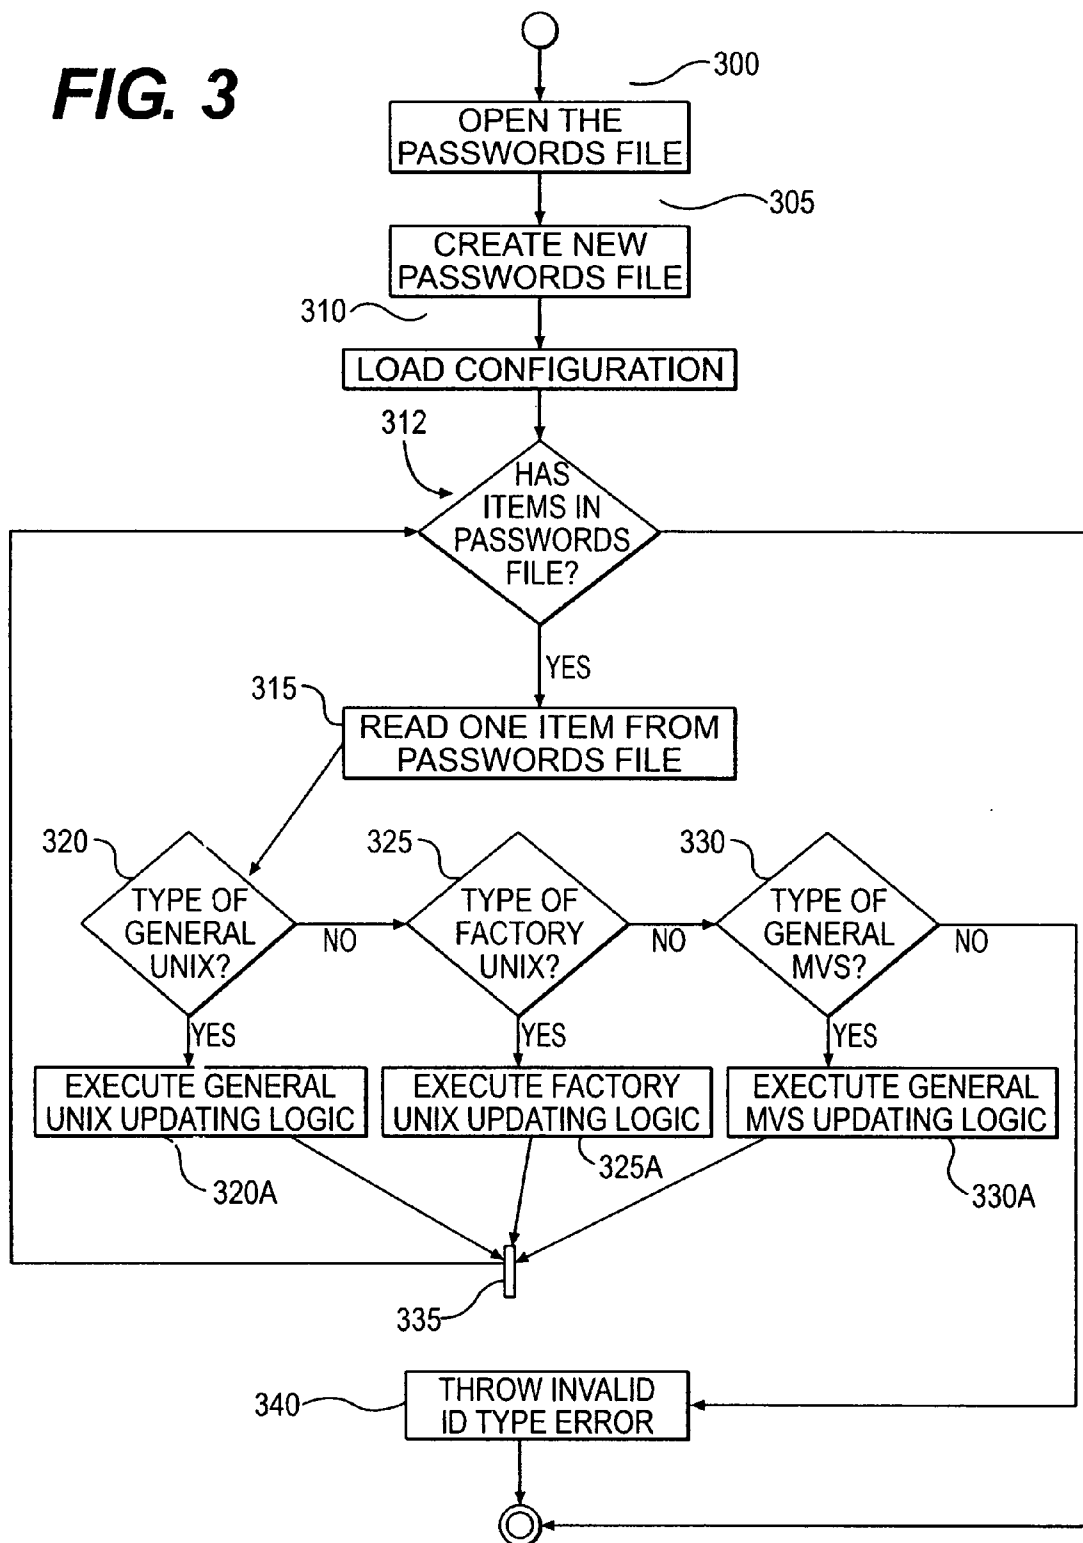 FIG. 3
300
OPEN THE
PASSWORDS FILE
305
CREATE NEW
PASSWORDS FILE
310
LOAD CONFIGURATION
312
HAS
ITEMS IN
PASSWORDS
FILE?
YES
315
READ ONE ITEM FROM
PASSWORDS FILE
320
TYPE OF
GENERAL
UNIX?
NO
325
TYPE OF
FACTORY
UNIX?
NO
330
TYPE OF
GENERAL
MVS?
NO
YES
YES
YES
EXECUTE GENERAL
UNIX UPDATING LOGIC
EXECUTE FACTORY
UNIX UPDATING LOGIC
EXECTUTE GENERAL
MVS UPDATING LOGIC
320A
325A
330A
335
340
THROW INVALID
ID TYPE ERROR